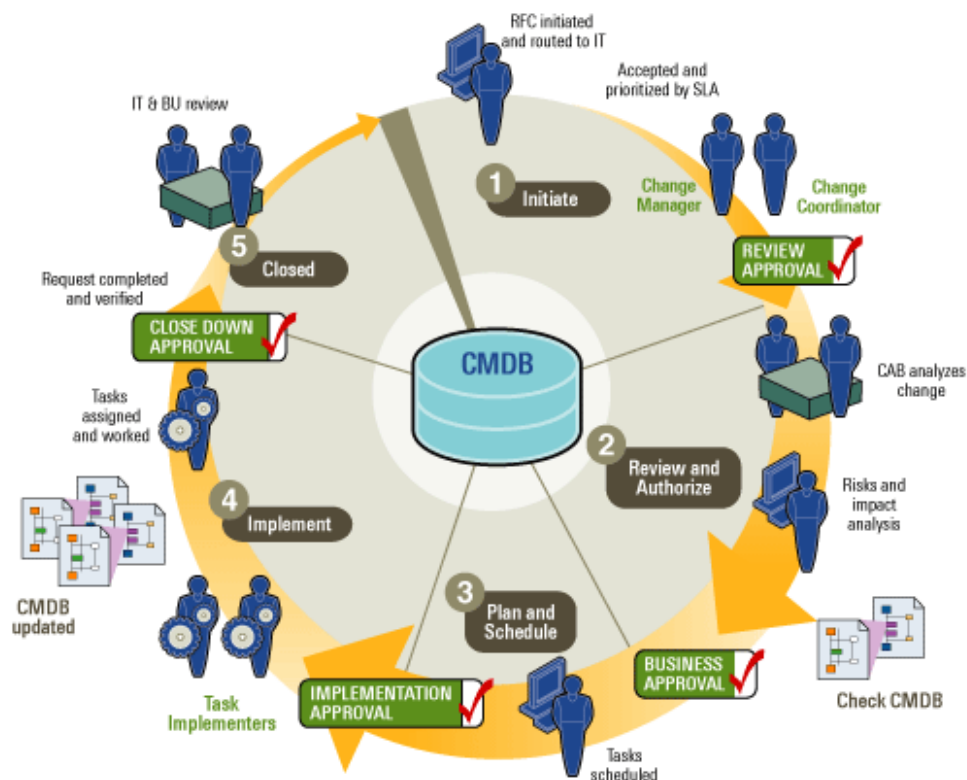 RFC initiated
and routed to IT
Accepted and
prioritized by SLA
IT & BU review
1
Initiate
Change
Manager
Change
Coordinator
REVIEW
APPROVAL
5
Closed
Request completed
and verified
CLOSE DOWN
APPROVAL
CMDB
CAB analyzes
change
Tasks
assigned
and worked
2
Review and
Authorize
Risks and
impact
analysis
4
Implement
CMDB
updated
3
Plan and
Schedule
BUSINESS
APPROVAL
Check CMDB
Task
Implementers
IMPLEMENTATION
APPROVAL
Tasks
scheduled